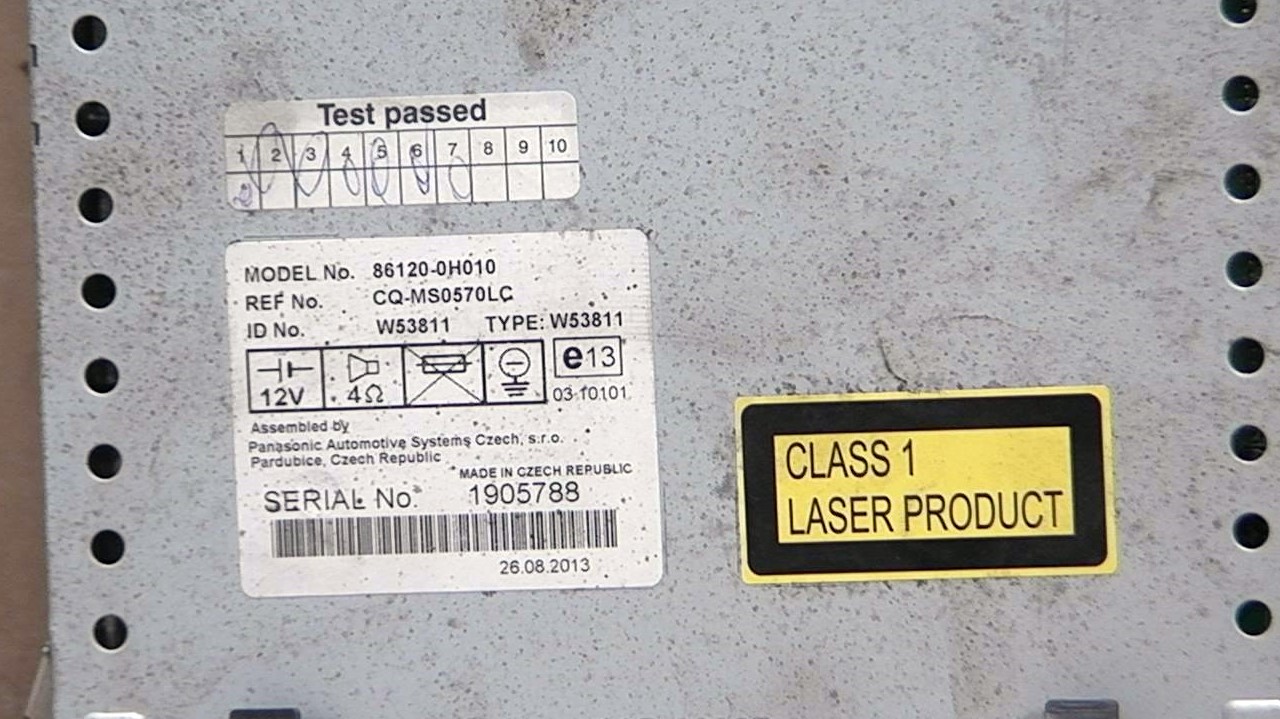 Test passed
1 2 3 4 5 6 7 8 9 10
MODEL No. 86120-0H010
REF No. CQ-MS0570LC
ID No. W53811 TYPE: W53811
12V 4Ω e13
03 10101
Assembled by
Panasonic Automotive Systems Czech, s.r.o.
Pardubice, Czech Republic
MADE IN CZECH REPUBLIC
SERIAL No. 1905788
26.08.2013
CLASS 1
LASER PRODUCT